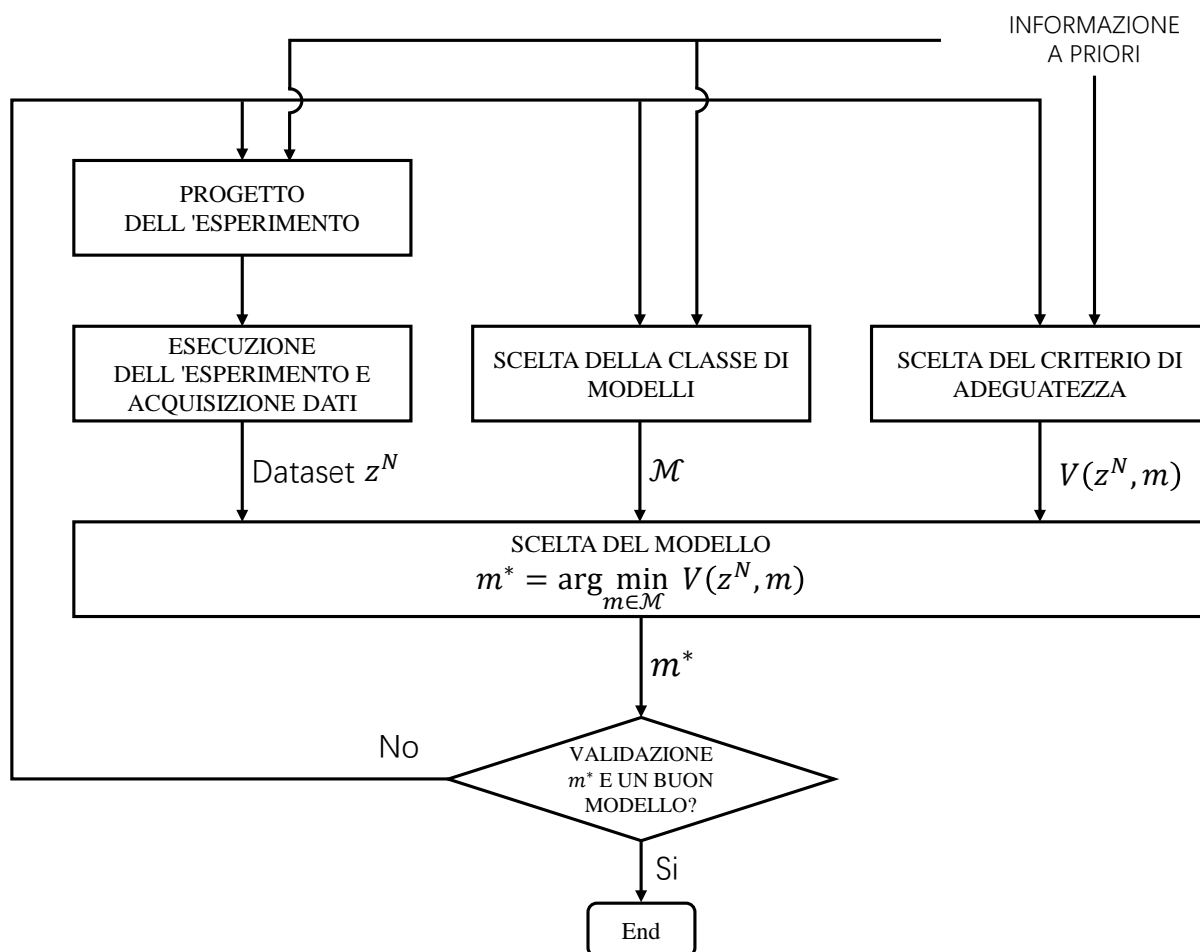 INFORMAZIONE
A PRIORI
PROGETTO
DELL 'ESPERIMENTO
ESECUZIONE
DELL 'ESPERIMENTO E
ACQUISIZIONE DATI
SCELTA DELLA CLASSE DI
MODELLI
SCELTA DEL CRITERIO DI
ADEGUATEZZA
Dataset z^N
ℳ
V(z^N, m)
SCELTA DEL MODELLO
m* = arg min V(z^N, m)
m∈ℳ
m*
No
VALIDAZIONE
m* E UN BUON
MODELLO?
Si
End